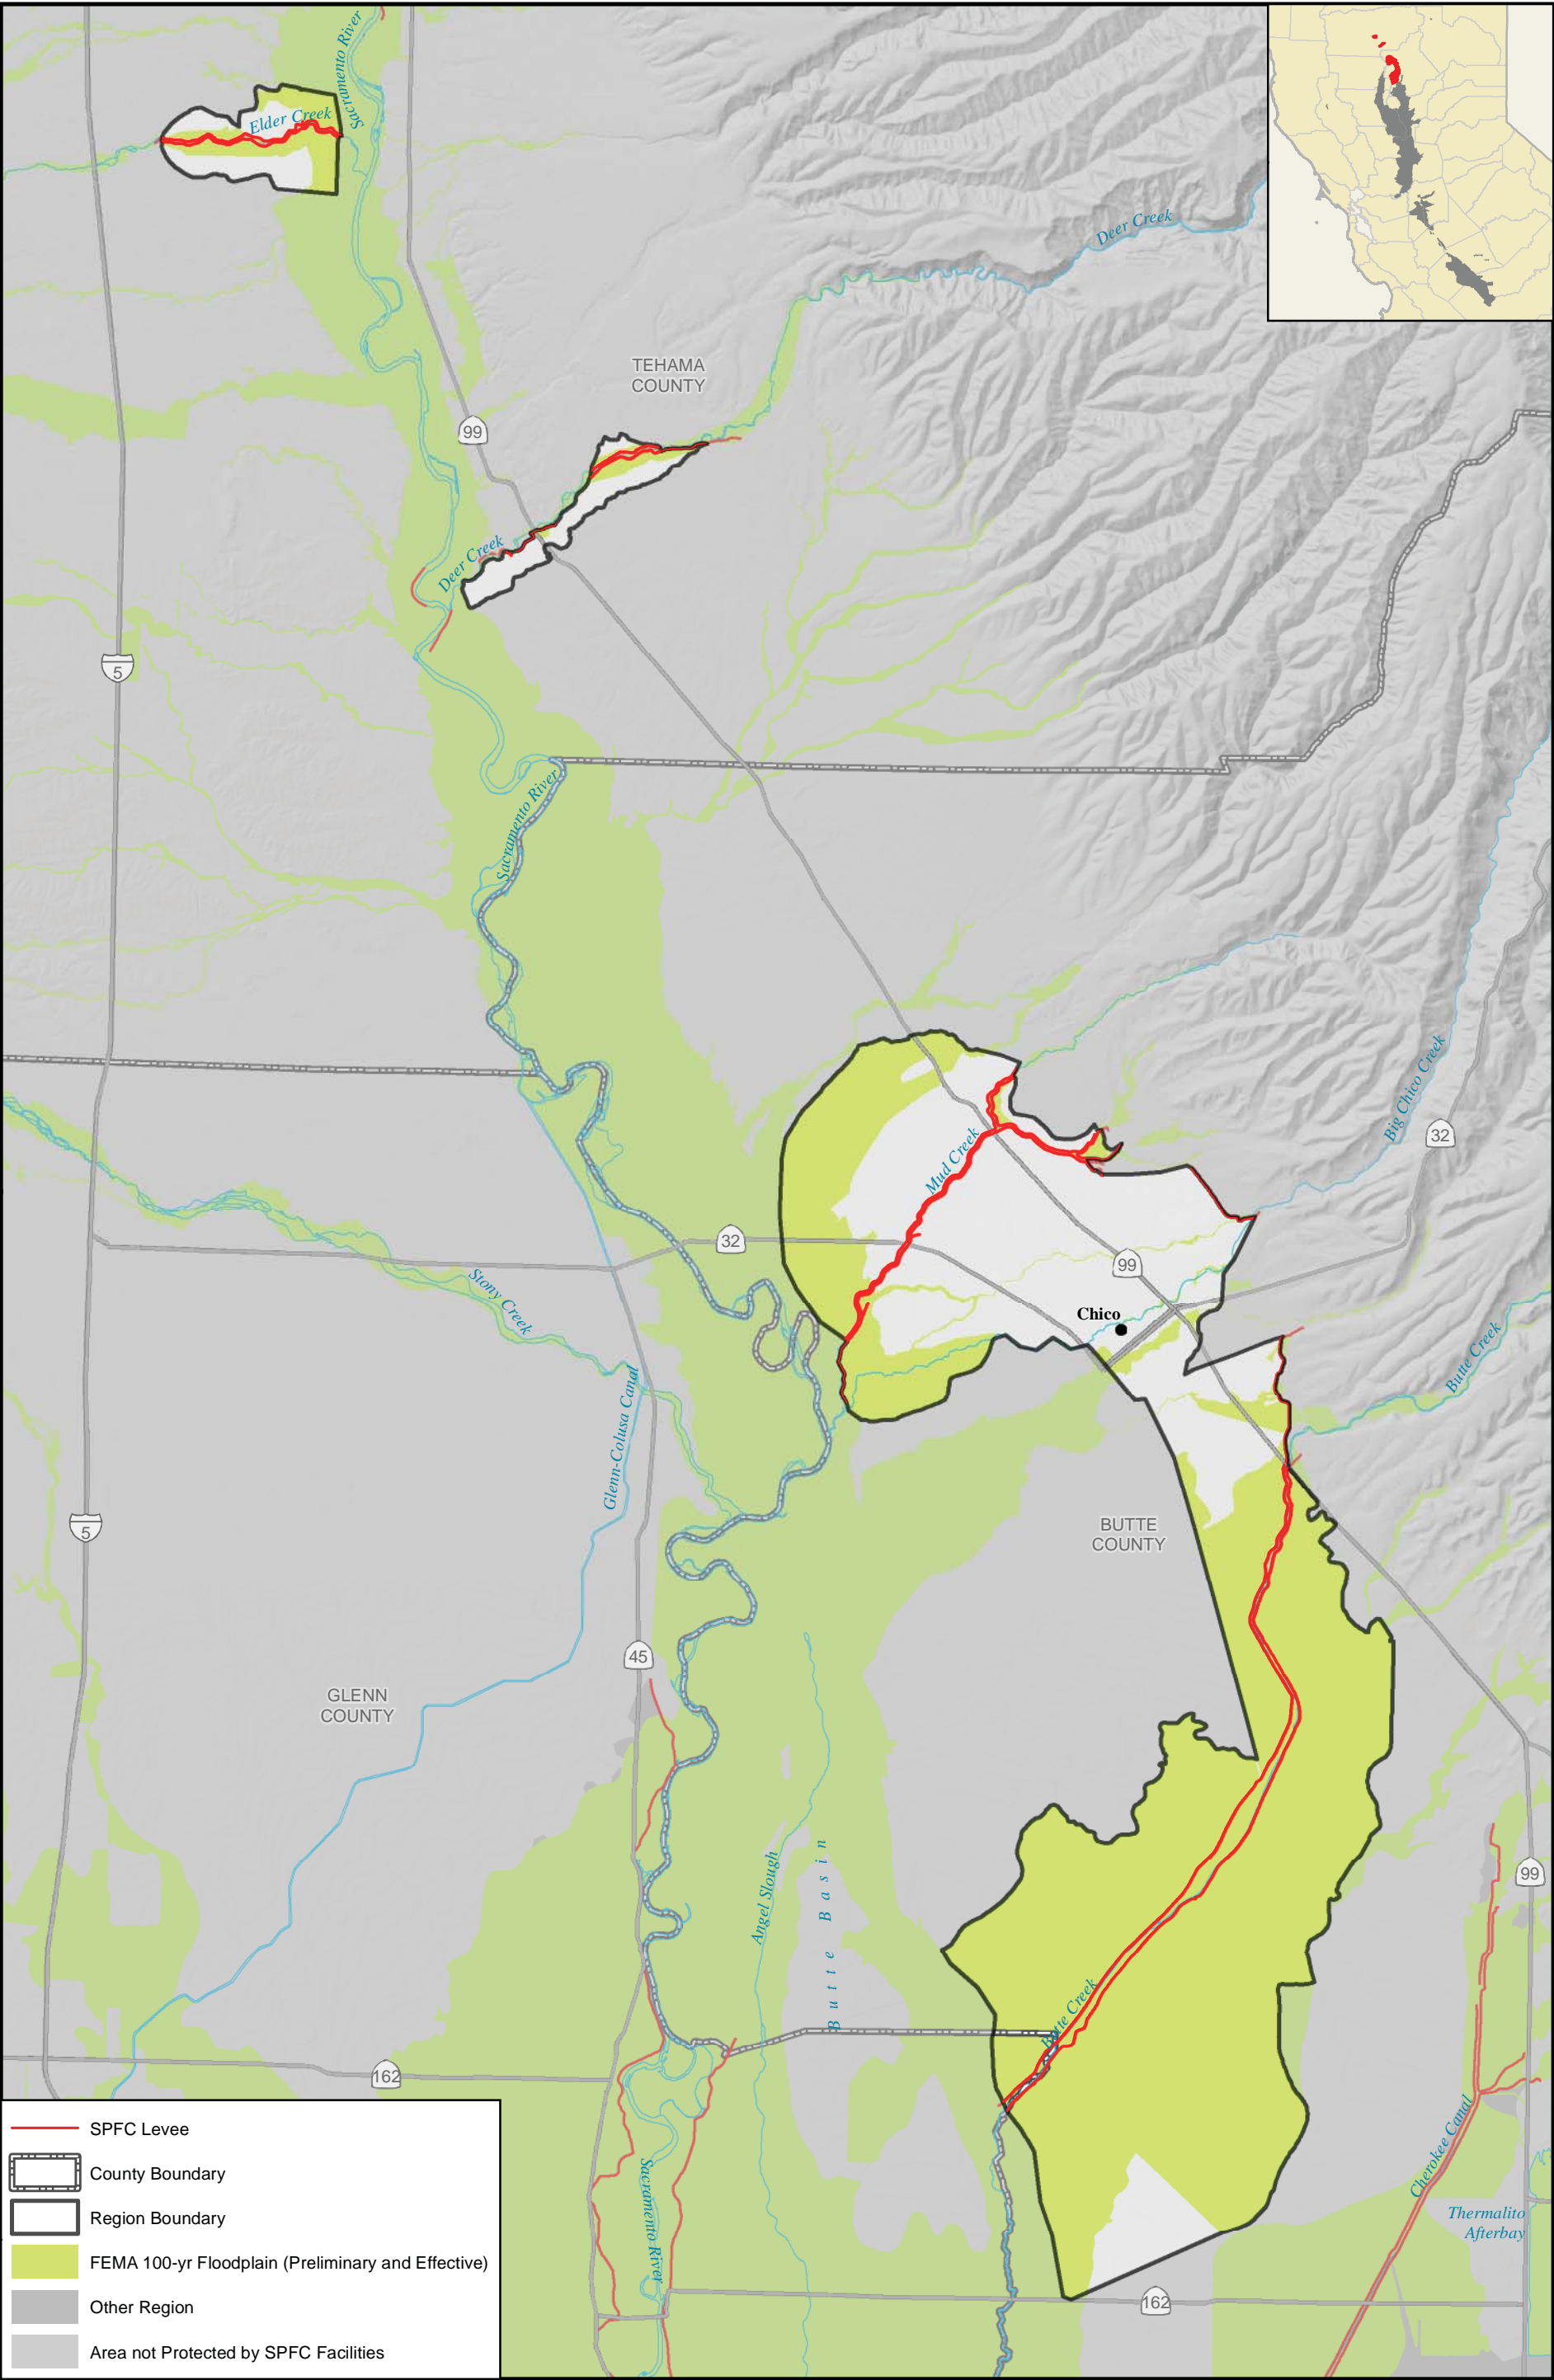 Sacramento River
Elder Creek
Deer Creek
TEHAMA
COUNTY
99
Deer Creek
5
Sacramento River
Big Chico Creek
32
Mud Creek
32
99
Stony Creek
Chico
Butte Creek
Glenn-Colusa Canal
5
BUTTE
COUNTY
45
GLENN
COUNTY
Angel Slough
Butte Basin
99
Butte Creek
162
Cherokee Canal
Sacramento River
Thermalito
Afterbay
162
SPFC Levee
County Boundary
Region Boundary
FEMA 100-yr Floodplain (Preliminary and Effective)
Other Region
Area not Protected by SPFC Facilities